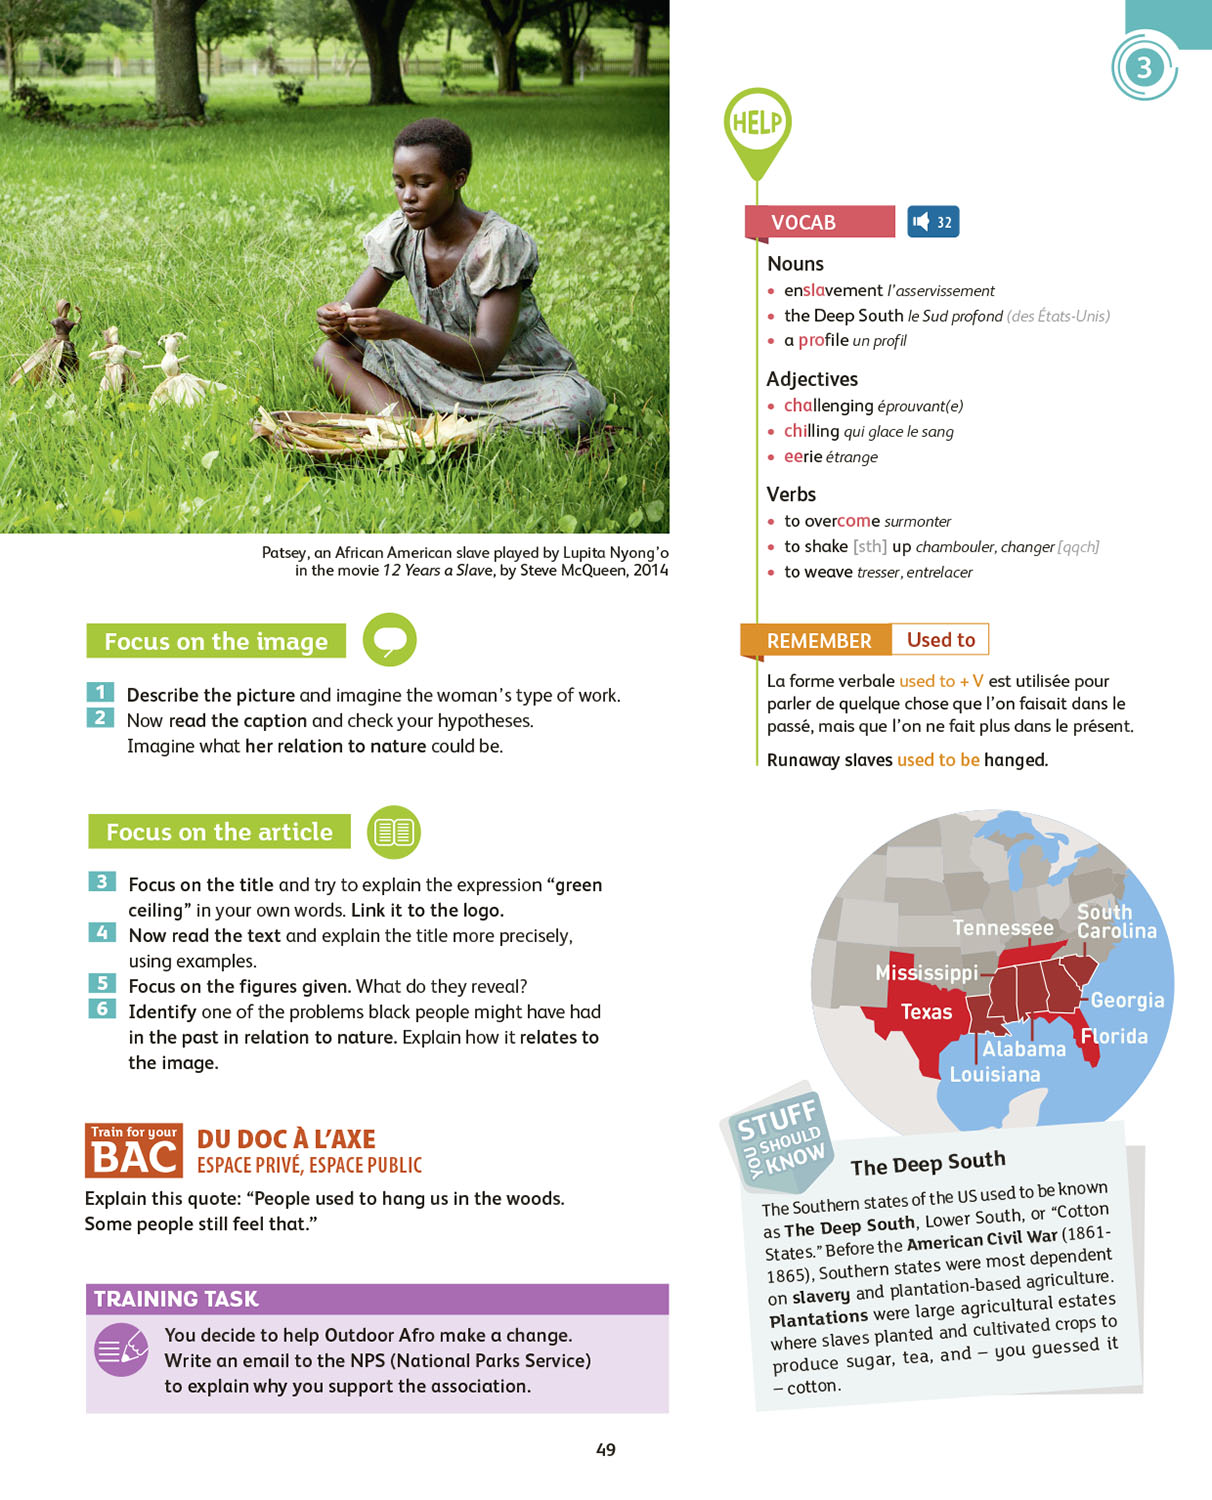 3
HELP
VOCAB
32
Nouns
• enslavement l'asservissement
• the Deep South le Sud profond (des États-Unis)
• a profile un profil
Adjectives
• challenging éprouvant(e)
• chilling qui glace le sang
• eerie étrange
Verbs
• to overcome surmonter
• to shake [sth] up chambouler, changer [qqch]
• to weave tresser, entrelacer
Patsey, an African American slave played by Lupita Nyong'o
in the movie 12 Years a Slave, by Steve McQueen, 2014
Focus on the image
1 Describe the picture and imagine the woman's type of work.
2 Now read the caption and check your hypotheses.
Imagine what her relation to nature could be.
REMEMBER Used to
La forme verbale used to + V est utilisée pour
parler de quelque chose que l'on faisait dans le
passé, mais que l'on ne fait plus dans le présent.
Runaway slaves used to be hanged.
Focus on the article
3 Focus on the title and try to explain the expression “green
ceiling” in your own words. Link it to the logo.
4 Now read the text and explain the title more precisely,
using examples.
5 Focus on the figures given. What do they reveal?
6 Identify one of the problems black people might have had
in the past in relation to nature. Explain how it relates to
the image.
Tennessee
South
Carolina
Mississippi
Texas
Georgia
Florida
Alabama
Louisiana
Train for your
BAC
DU DOC À L'AXE
ESPACE PRIVÉ, ESPACE PUBLIC
Explain this quote: “People used to hang us in the woods.
Some people still feel that.”
TRAINING TASK
You decide to help Outdoor Afro make a change.
Write an email to the NPS (National Parks Service)
to explain why you support the association.
STUFF
YOU SHOULD
KNOW
The Deep South
The Southern states of the US used to be known
as The Deep South, Lower South, or “Cotton
States.” Before the American Civil War (1861-
1865), Southern states were most dependent
on slavery and plantation-based agriculture.
Plantations were large agricultural estates
where slaves planted and cultivated crops to
produce sugar, tea, and – you guessed it
– cotton.
49